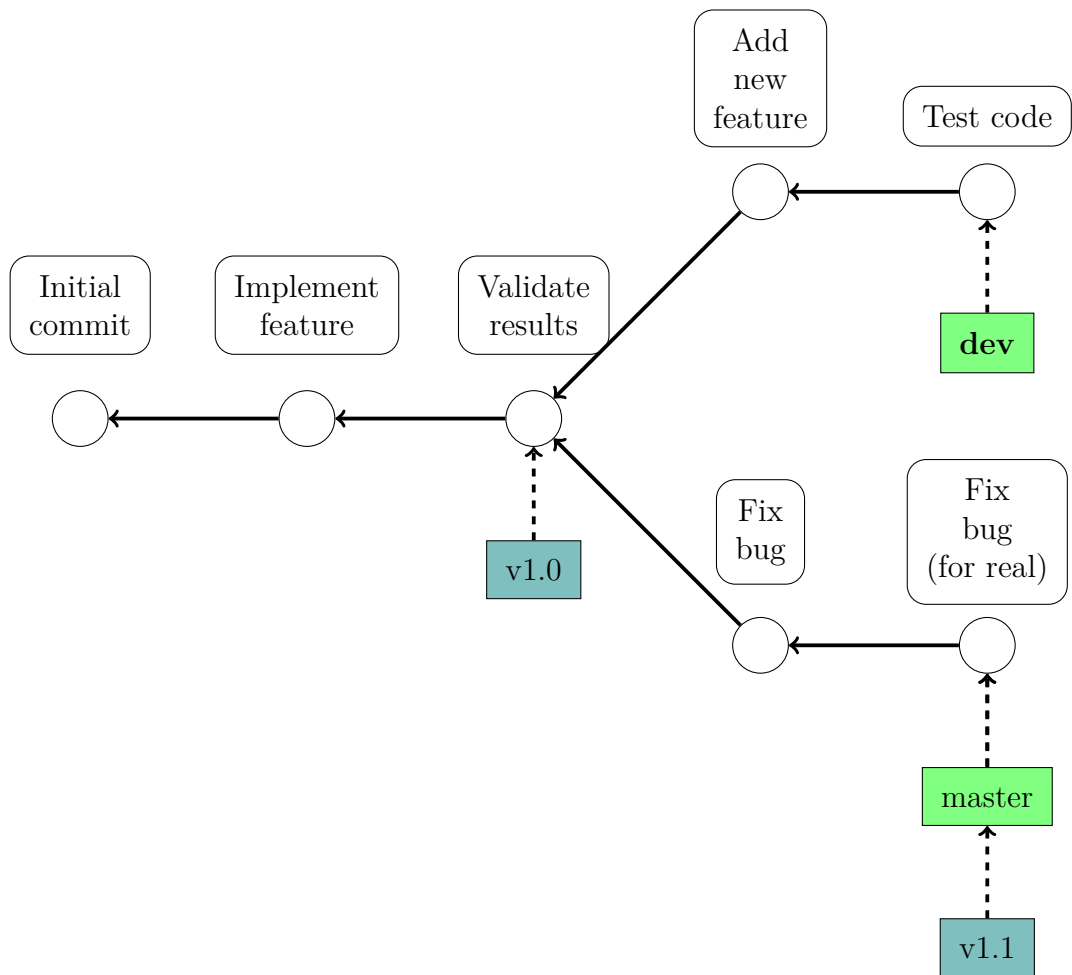 Add
new
feature
Test code
Initial
commit
Implement
feature
Validate
results
dev
Fix
bug
Fix
bug
(for real)
v1.0
master
v1.1